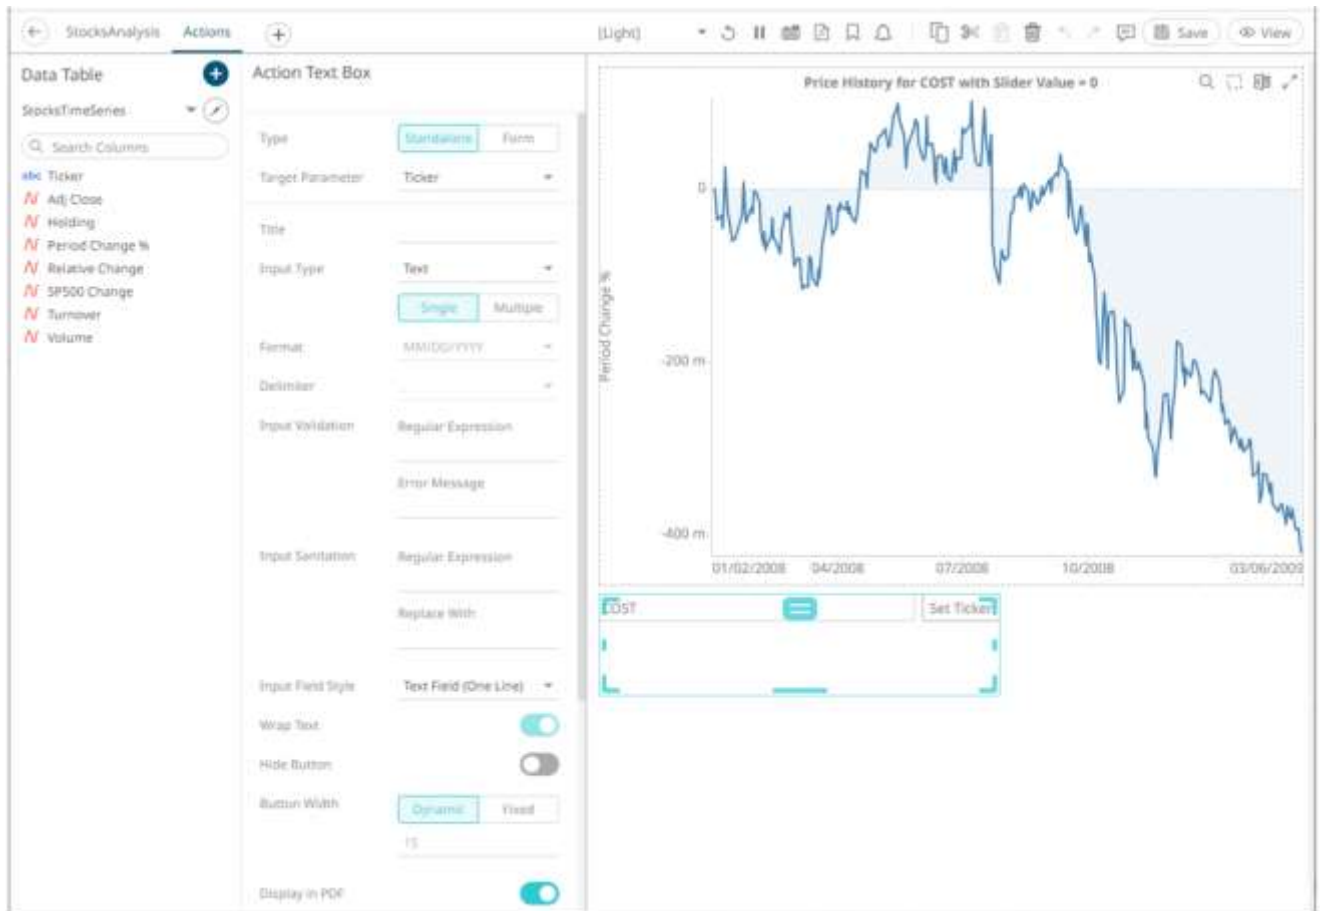 StocksAnalysis Actions
[Light] Save View
Data Table
StocksTimeSeries
Search Columns
abc Ticker
Adj Close
Holding
Period Change %
Relative Change
SP500 Change
Turnover
Volume
Action Text Box
Type Standalone Form
Target Parameter Ticker
Title
Input Type Text
Single Multiple
Format MM/DD/YYYY
Delimiter
Input Validation Regular Expression
Error Message
Input Sanitation Regular Expression
Replace With
Input Field Style Text Field (One Line)
Wrap Text
Hide Button
Button Width Dynamic Fixed
15
Display in PDF
Price History for COST with Slider Value = 0
Period Change %
0
-200 m
-400 m
01/02/2008 04/2008 07/2008 10/2008 03/06/2009
COST Set Ticker